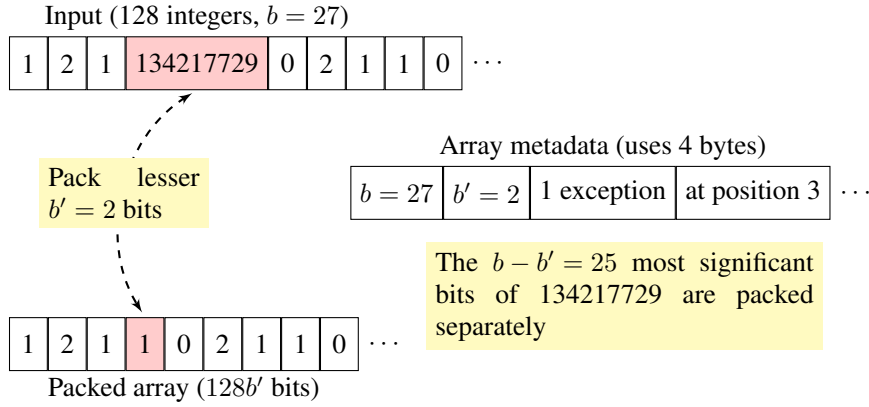 Input (128 integers, b = 27)
1 2 1 134217729 0 2 1 1 0 ···
Array metadata (uses 4 bytes)
Pack lesser
b′ = 2 bits
b = 27 b′ = 2 1 exception at position 3 ···
The b − b′ = 25 most significant
bits of 134217729 are packed
separately
1 2 1 1 0 2 1 1 0 ···
Packed array (128b′ bits)